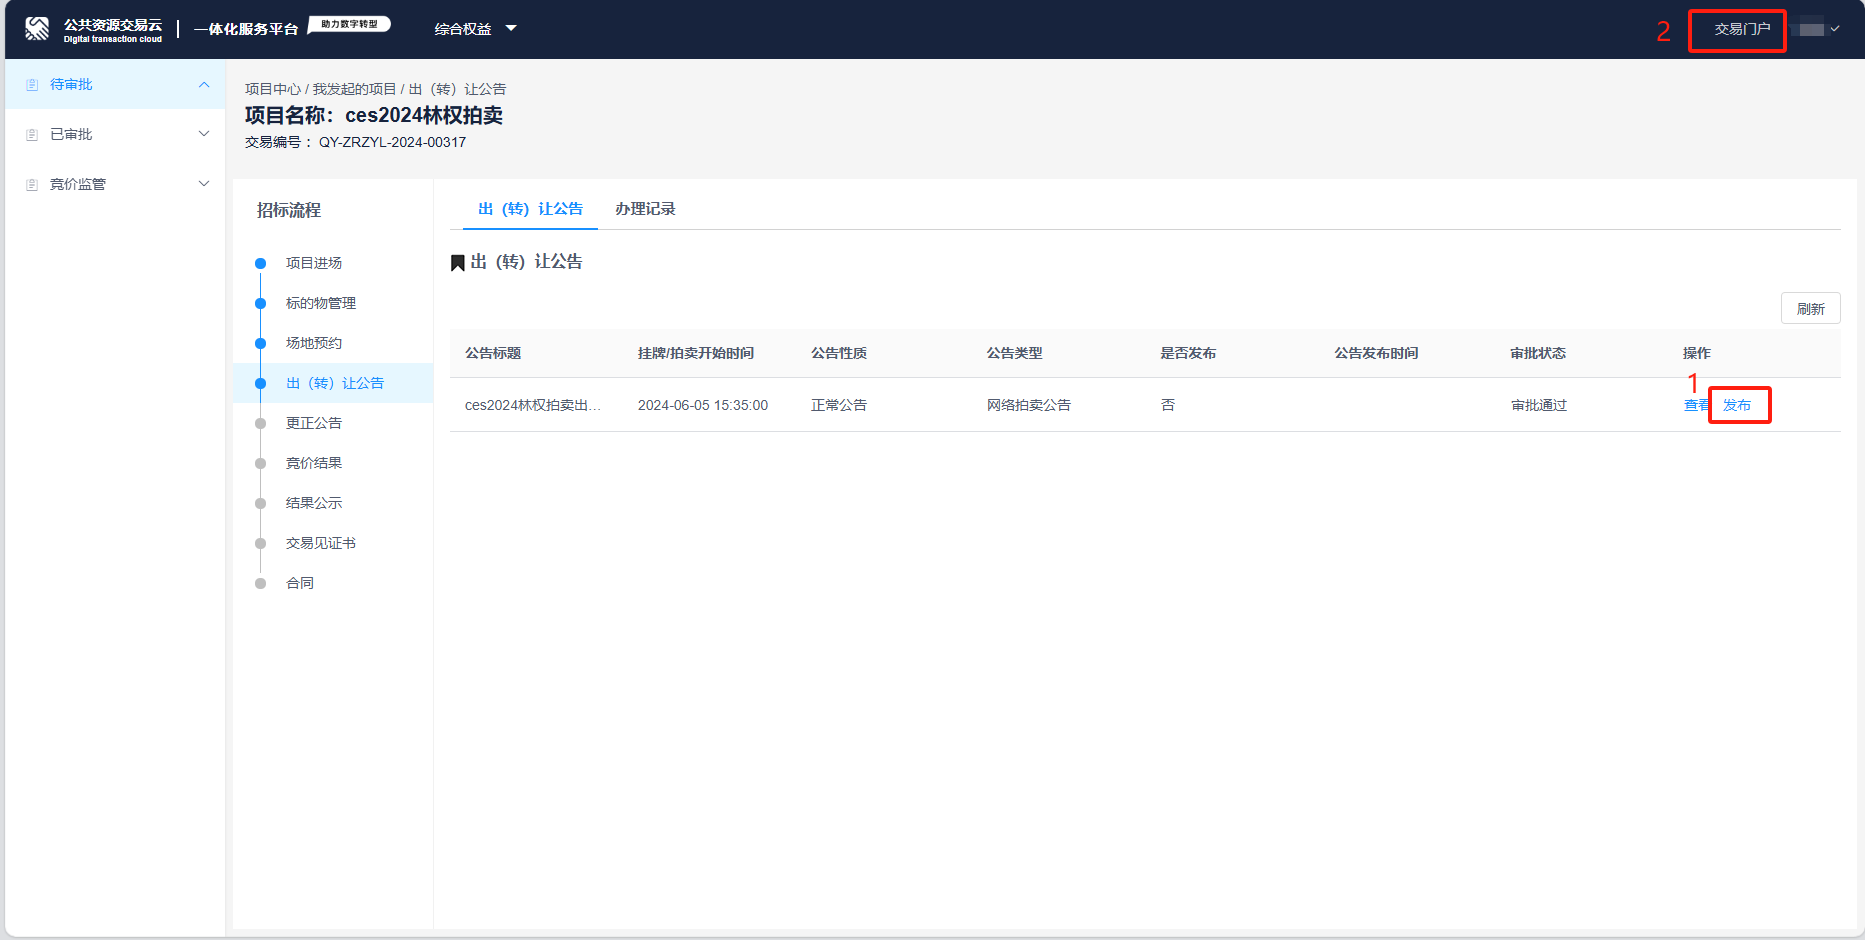 公共资源交易云
Digital transaction cloud
一体化服务平台
助力数字转型
综合权益
2
交易门户
待审批
已审批
竞价监管
项目中心 / 我发起的项目 / 出（转）让公告
项目名称：ces2024林权拍卖
交易编号： QY-ZRZYL-2024-00317
招标流程
项目进场
标的物管理
场地预约
出（转）让公告
更正公告
竞价结果
结果公示
交易见证书
合同
出（转）让公告 办理记录
出（转）让公告
刷新
公告标题 挂牌/拍卖开始时间 公告性质 公告类型 是否发布 公告发布时间 审批状态 操作
1
ces2024林权拍卖出... 2024-06-05 15:35:00 正常公告 网络拍卖公告 否 审批通过 查看 发布